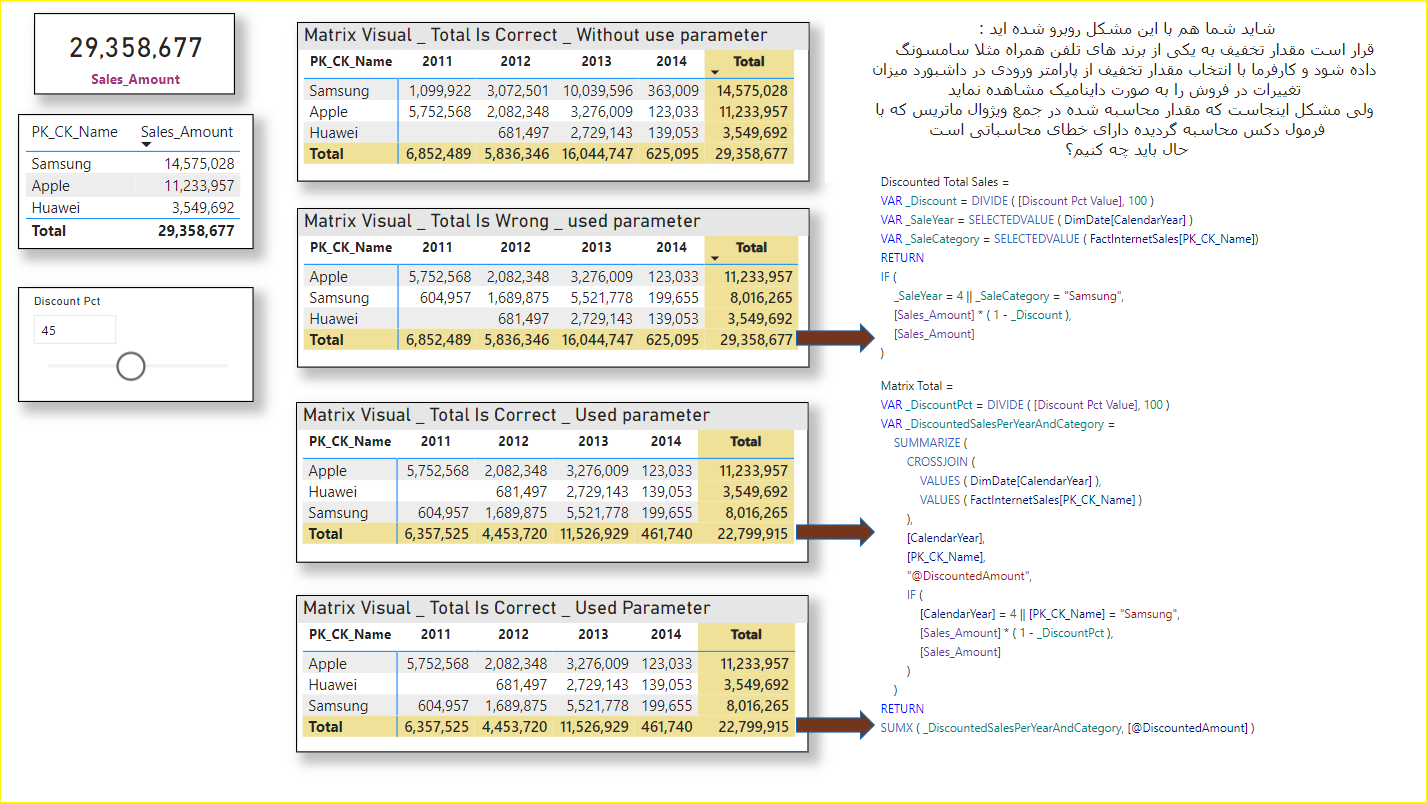 29,358,677
Sales_Amount
PK_CK_Name Sales_Amount
Samsung 14,575,028
Apple 11,233,957
Huawei 3,549,692
Total 29,358,677
Discount Pct
45
Matrix Visual _ Total Is Correct _ Without use parameter
PK_CK_Name 2011 2012 2013 2014 Total
Samsung 1,099,922 3,072,501 10,039,596 363,009 14,575,028
Apple 5,752,568 2,082,348 3,276,009 123,033 11,233,957
Huawei 681,497 2,729,143 139,053 3,549,692
Total 6,852,489 5,836,346 16,044,747 625,095 29,358,677
Matrix Visual _ Total Is Wrong _ used parameter
PK_CK_Name 2011 2012 2013 2014 Total
Apple 5,752,568 2,082,348 3,276,009 123,033 11,233,957
Samsung 604,957 1,689,875 5,521,778 199,655 8,016,265
Huawei 681,497 2,729,143 139,053 3,549,692
Total 6,852,489 5,836,346 16,044,747 625,095 29,358,677
Matrix Visual _ Total Is Correct _ Used parameter
PK_CK_Name 2011 2012 2013 2014 Total
Apple 5,752,568 2,082,348 3,276,009 123,033 11,233,957
Huawei 681,497 2,729,143 139,053 3,549,692
Samsung 604,957 1,689,875 5,521,778 199,655 8,016,265
Total 6,357,525 4,453,720 11,526,929 461,740 22,799,915
Matrix Visual _ Total Is Correct _ Used Parameter
PK_CK_Name 2011 2012 2013 2014 Total
Apple 5,752,568 2,082,348 3,276,009 123,033 11,233,957
Huawei 681,497 2,729,143 139,053 3,549,692
Samsung 604,957 1,689,875 5,521,778 199,655 8,016,265
Total 6,357,525 4,453,720 11,526,929 461,740 22,799,915
شاید شما هم با این مشکل روبرو شده اید :
قرار است مقدار تخفیف به یکی از برند های تلفن همراه مثلا سامسونگ
داده شود و کارفرما با انتخاب مقدار تخفیف از پارامتر ورودی در داشبورد میزان
تغییرات در فروش را به صورت داینامیک مشاهده نماید
ولی مشکل اینجاست که مقدار محاسبه شده در جمع ویژوال ماتریس که با
فرمول دکس محاسبه گردیده دارای خطای محاسباتی است
حال باید چه کنیم؟
Discounted Total Sales =
VAR _Discount = DIVIDE ( [Discount Pct Value], 100 )
VAR _SaleYear = SELECTEDVALUE ( DimDate[CalendarYear] )
VAR _SaleCategory = SELECTEDVALUE ( FactInternetSales[PK_CK_Name])
RETURN
IF (
_SaleYear = 4 || _SaleCategory = "Samsung",
[Sales_Amount] * ( 1 - _Discount ),
[Sales_Amount]
)
Matrix Total =
VAR _DiscountPct = DIVIDE ( [Discount Pct Value], 100 )
VAR _DiscountedSalesPerYearAndCategory =
SUMMARIZE (
CROSSJOIN (
VALUES ( DimDate[CalendarYear] ),
VALUES ( FactInternetSales[PK_CK_Name] )
),
[CalendarYear],
[PK_CK_Name],
"@DiscountedAmount",
IF (
[CalendarYear] = 4 || [PK_CK_Name] = "Samsung",
[Sales_Amount] * ( 1 - _DiscountPct ),
[Sales_Amount]
)
)
RETURN
SUMX ( _DiscountedSalesPerYearAndCategory, [@DiscountedAmount] )